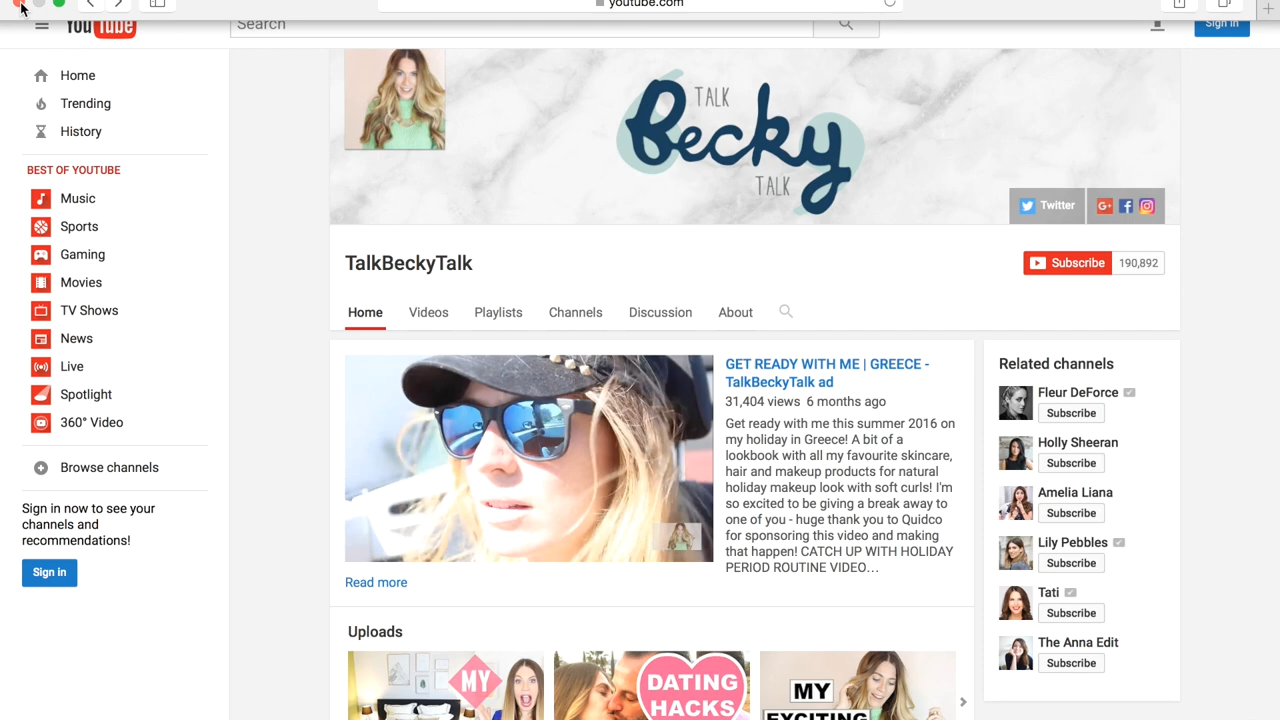 youtube.com
YouTube
Search
Sign in
Home
Trending
History
BEST OF YOUTUBE
Music
Sports
Gaming
Movies
TV Shows
News
Live
Spotlight
360° Video
Browse channels
Sign in now to see your
channels and
recommendations!
Sign in
TALK
Becky
TALK
Twitter
TalkBeckyTalk
Subscribe 190,892
Home Videos Playlists Channels Discussion About
GET READY WITH ME | GREECE -
TalkBeckyTalk ad
31,404 views 6 months ago
Get ready with me this summer 2016 on
my holiday in Greece! A bit of a
lookbook with all my favourite skincare,
hair and makeup products for natural
holiday makeup look with soft curls! I'm
so excited to be giving a break away to
one of you - huge thank you to Quidco
for sponsoring this video and making
that happen! CATCH UP WITH HOLIDAY
PERIOD ROUTINE VIDEO...
Read more
Uploads
MY
DATING
HACKS
MY
EXCITING
Related channels
Fleur DeForce
Subscribe
Holly Sheeran
Subscribe
Amelia Liana
Subscribe
Lily Pebbles
Subscribe
Tati
Subscribe
The Anna Edit
Subscribe